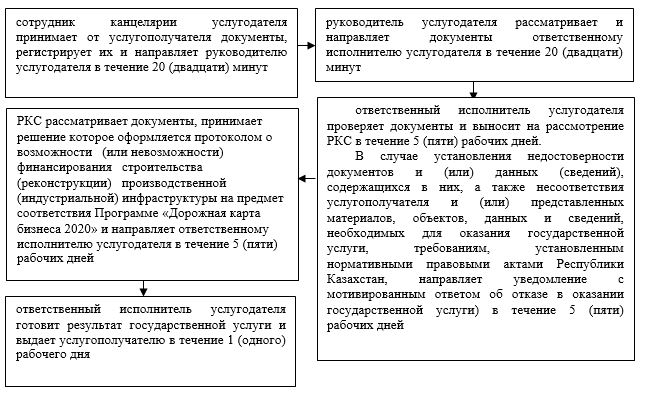 сотрудник канцелярии услугодателя
принимает от услугополучателя документы,
регистрирует их и направляет руководителю
услугодателя в течение 20 (двадцати) минут
руководитель услугодателя рассматривает и
направляет документы ответственному
исполнителю услугодателя в течение 20 (двадцати)
минут
ответственный исполнитель услугодателя
проверяет документы и выносит на рассмотрение
РКС в течение 5 (пяти) рабочих дней.
В случае установления недостоверности
документов и (или) данных (сведений),
содержащихся в них, а также несоответствия
услугополучателя и (или) представленных
материалов, объектов, данных и сведений,
необходимых для оказания государственной
услуги, требованиям, установленным
нормативными правовыми актами Республики
Казахстан, направляет уведомление с
мотивированным ответом об отказе в оказании
государственной услуги) в течение 5 (пяти)
рабочих дней
РКС рассматривает документы, принимает
решение которое оформляется протоколом о
возможности (или невозможности)
финансирования строительства
(реконструкции) производственной
(индустриальной) инфраструктуры на предмет
соответствия Программе «Дорожная карта
бизнеса 2020» и направляет ответственному
исполнителю услугодателя в течение 5 (пяти)
рабочих дней
ответственный исполнитель услугодателя
готовит результат государственной услуги и
выдает услугополучателю в течение 1 (одного)
рабочего дня